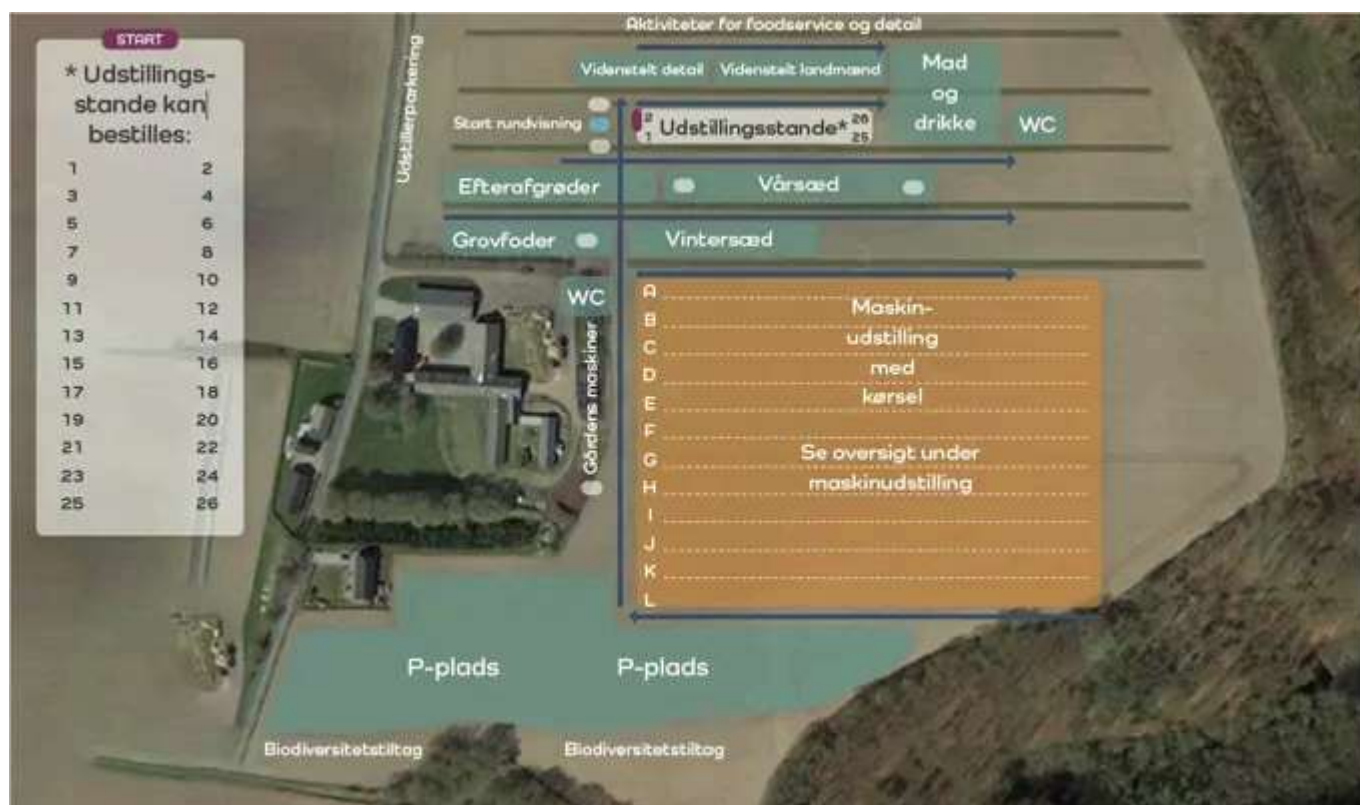 START
* Udstillings-
stande kan
bestilles:
1 2
3 4
5 6
7 8
9 10
11 12
13 14
15 16
17 18
19 20
21 22
23 24
25 26
Udstillerparkering
Aktiviteter for foodservice og detail
Videnstelt detail Videnstelt landmænd
Mad
og
drikke
WC
Start rundvisning
2 Udstillingsstande* 26
1 25
Efterafgrøder Vårsæd
Grovfoder Vintersæd
WC
Gårdens maskiner
A
B
C
D
E
F
G
H
I
J
K
L
Maskin-
udstilling
med
kørsel
Se oversigt under
maskinudstilling
P-plads P-plads
Biodiversitetstiltag Biodiversitetstiltag